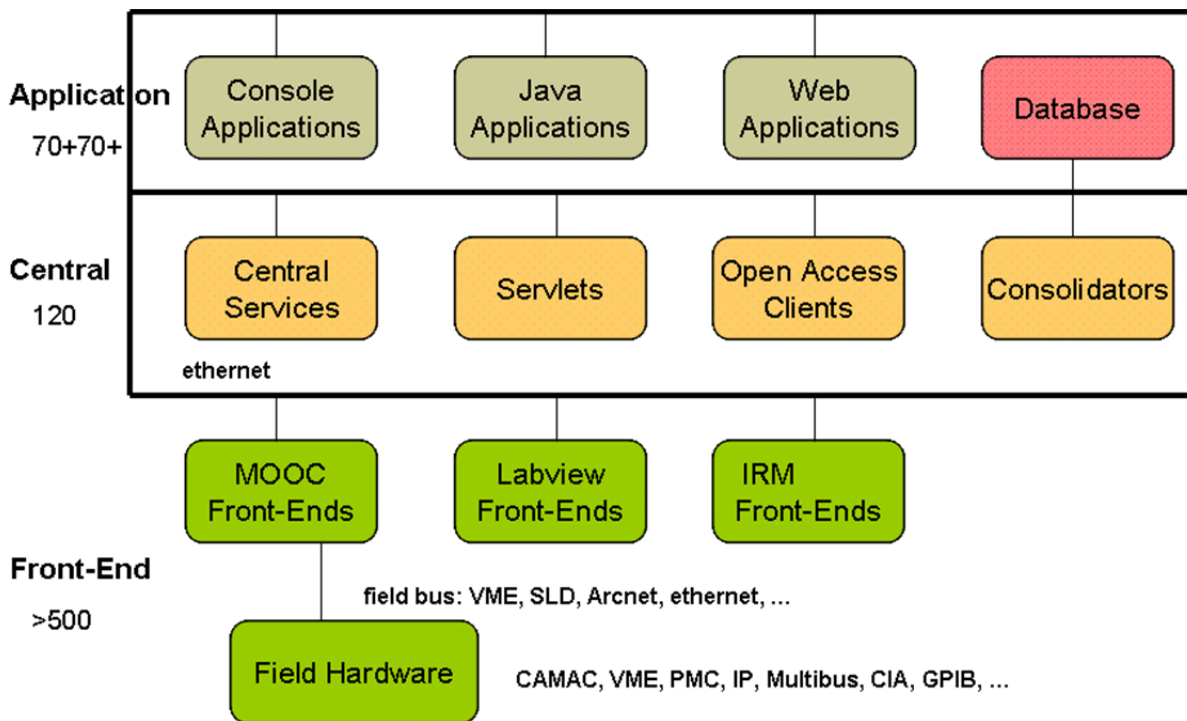 Application
70+70+
Console
Applications
Java
Applications
Web
Applications
Database
Central
120
Central
Services
Servlets
Open Access
Clients
Consolidators
ethernet
MOOC
Front-Ends
Labview
Front-Ends
IRM
Front-Ends
Front-End
>500
field bus: VME, SLD, Arcnet, ethernet, ...
Field Hardware
CAMAC, VME, PMC, IP, Multibus, CIA, GPIB, ...